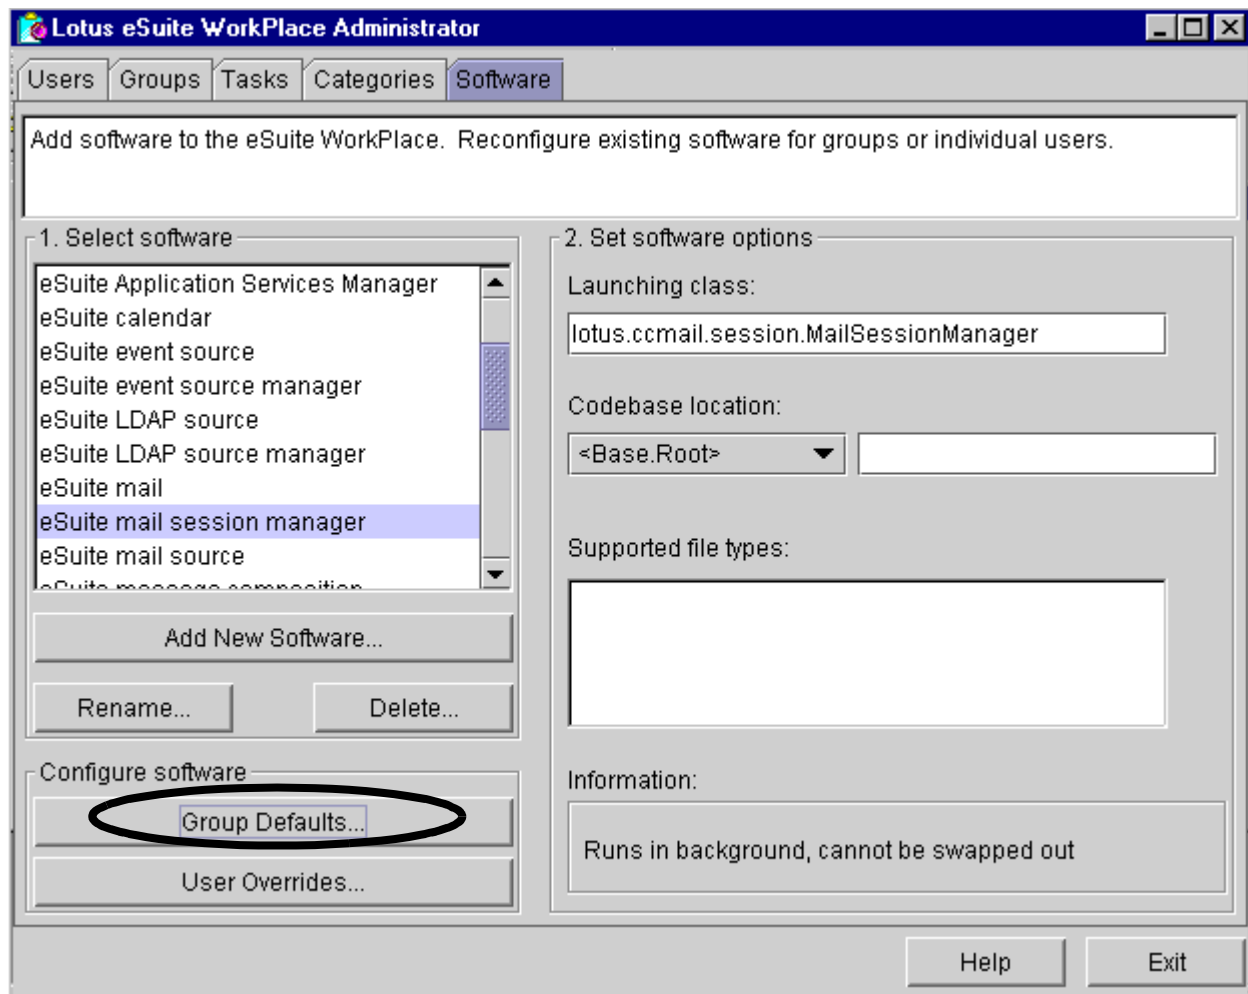 Lotus eSuite WorkPlace Administrator
Users Groups Tasks Categories Software
Add software to the eSuite WorkPlace. Reconfigure existing software for groups or individual users.
1. Select software
eSuite Application Services Manager
eSuite calendar
eSuite event source
eSuite event source manager
eSuite LDAP source
eSuite LDAP source manager
eSuite mail
eSuite mail session manager
eSuite mail source
eSuite message composition
Add New Software...
Rename... Delete...
Configure software
Group Defaults...
User Overrides...
2. Set software options
Launching class:
lotus.ccmail.session.MailSessionManager
Codebase location:
<Base.Root>
Supported file types:
Information:
Runs in background, cannot be swapped out
Help Exit